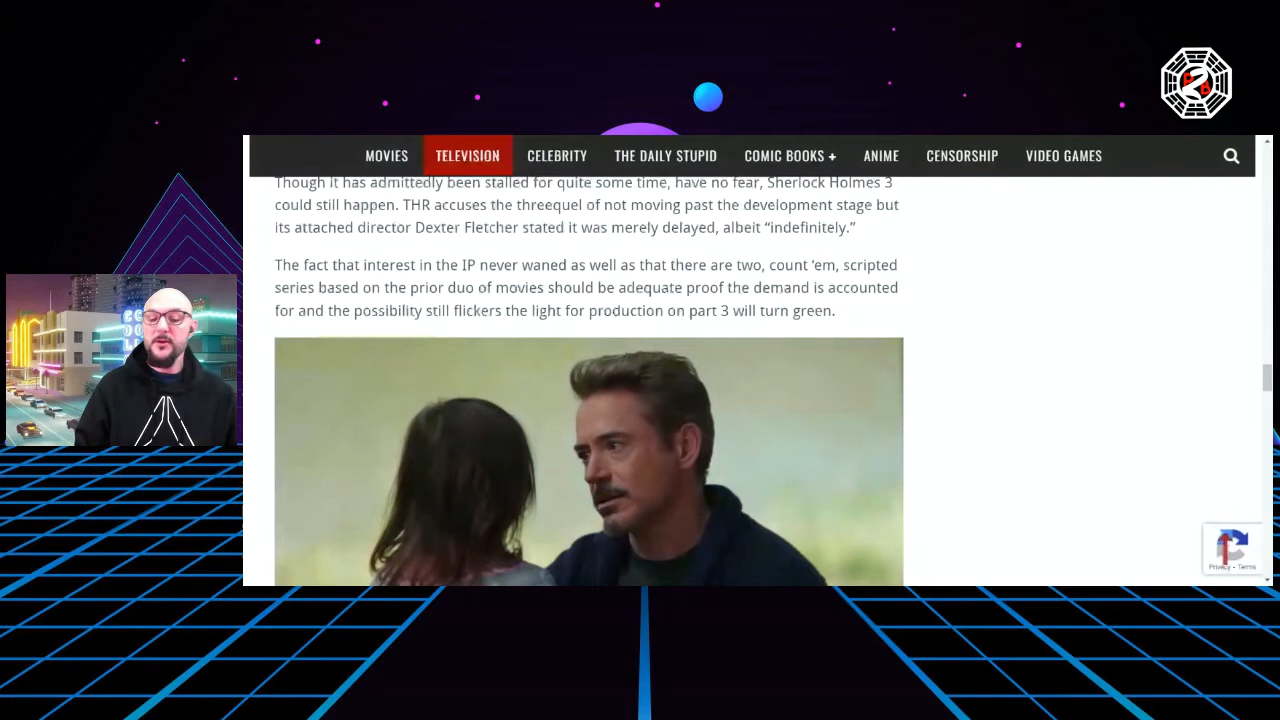 MOVIES TELEVISION CELEBRITY THE DAILY STUPID COMIC BOOKS + ANIME CENSORSHIP VIDEO GAMES
Though it has admittedly been stalled for quite some time, have no fear, Sherlock Holmes 3
could still happen. THR accuses the threequel of not moving past the development stage but
its attached director Dexter Fletcher stated it was merely delayed, albeit “indefinitely.”
The fact that interest in the IP never waned as well as that there are two, count ‘em, scripted
series based on the prior duo of movies should be adequate proof the demand is accounted
for and the possibility still flickers the light for production on part 3 will turn green.
Privacy - Terms